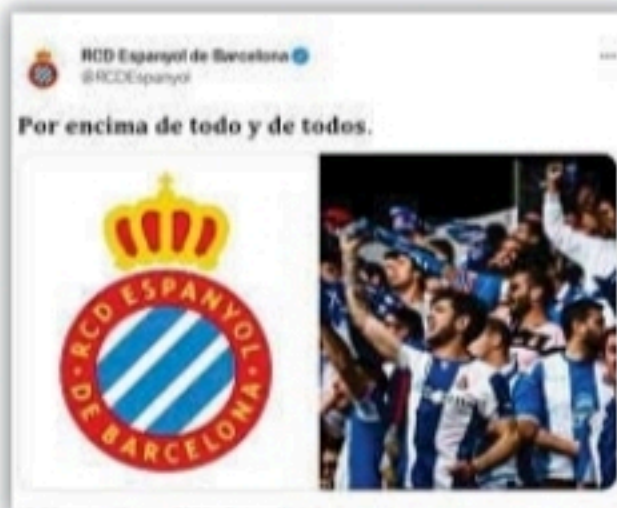 RCD Espanyol de Barcelona
@RCDEspanyol
Por encima de todo y de todos.
RCD ESPANYOL
DE BARCELONA